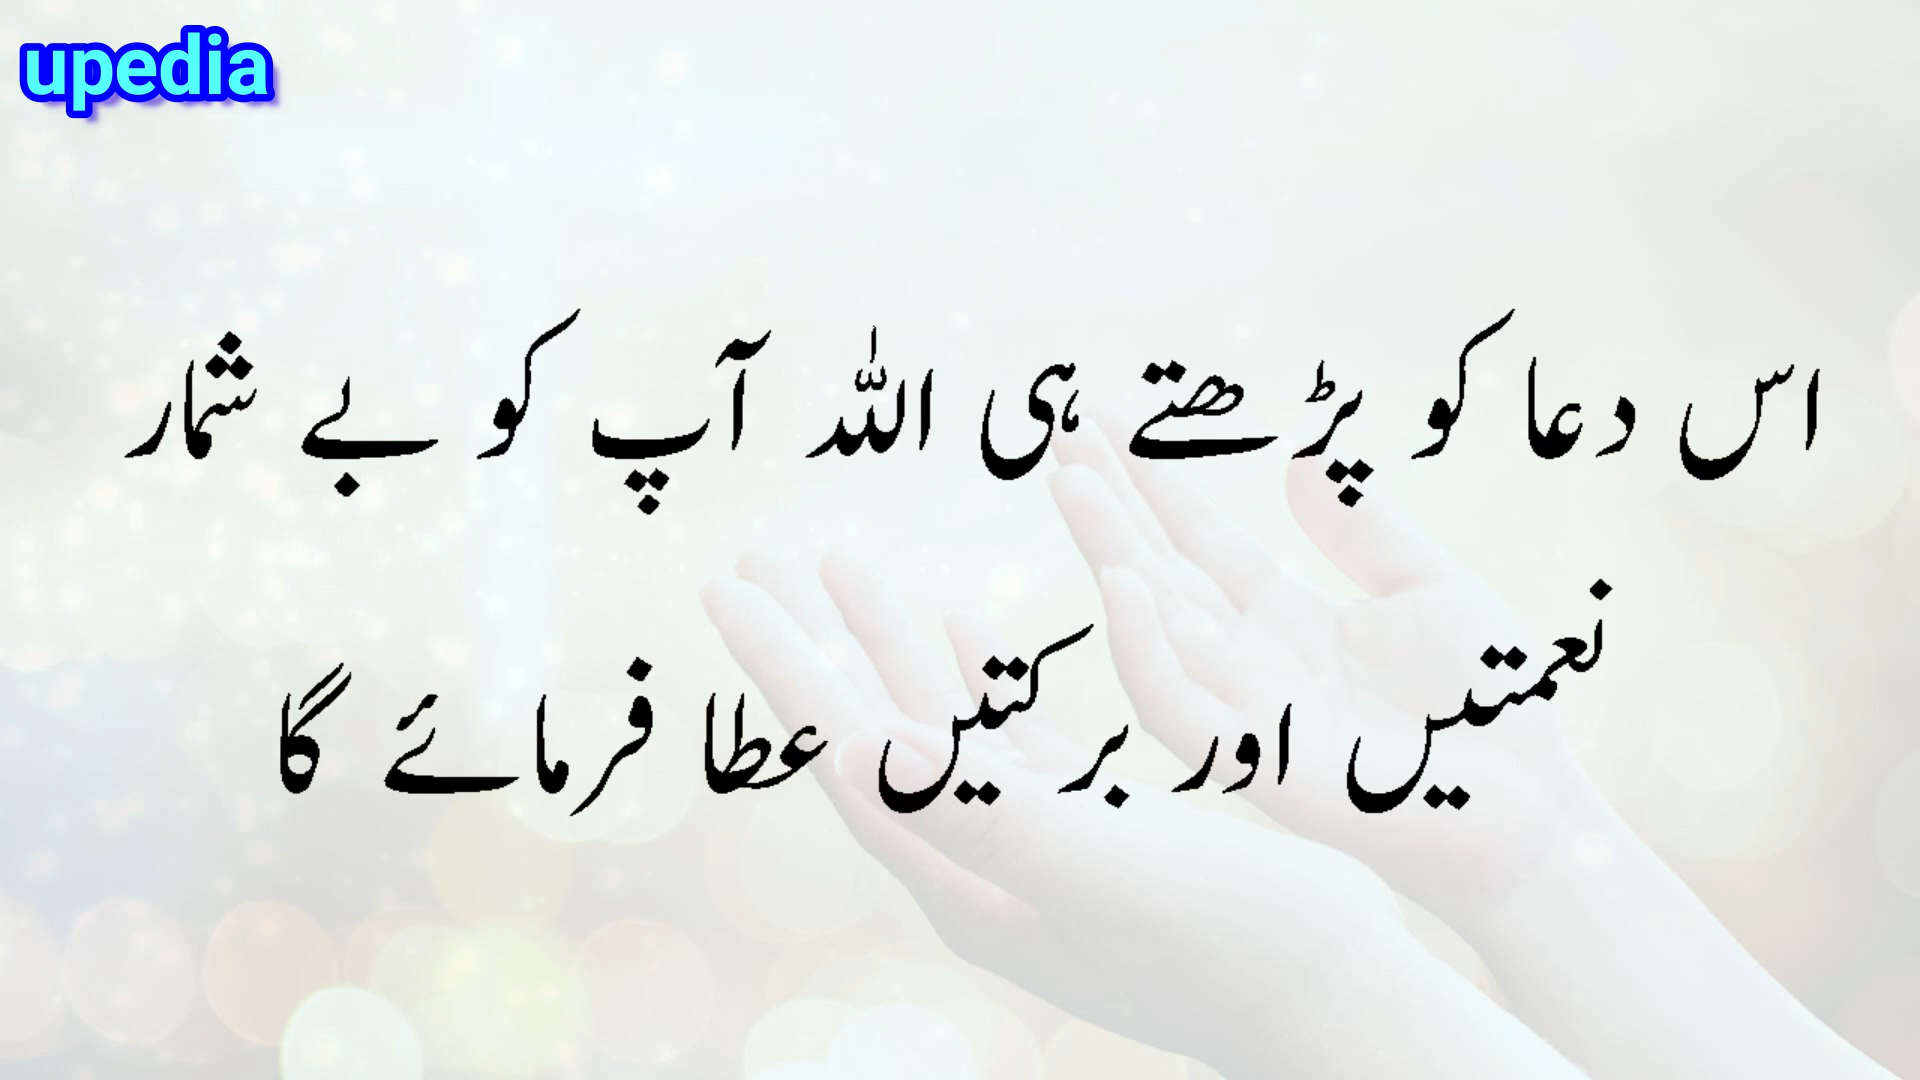 upedia
اس دعا کو پڑھتے ہی اللہ آپ کو بے شمار
نعمتیں اور برکتیں عطا فرمائے گا